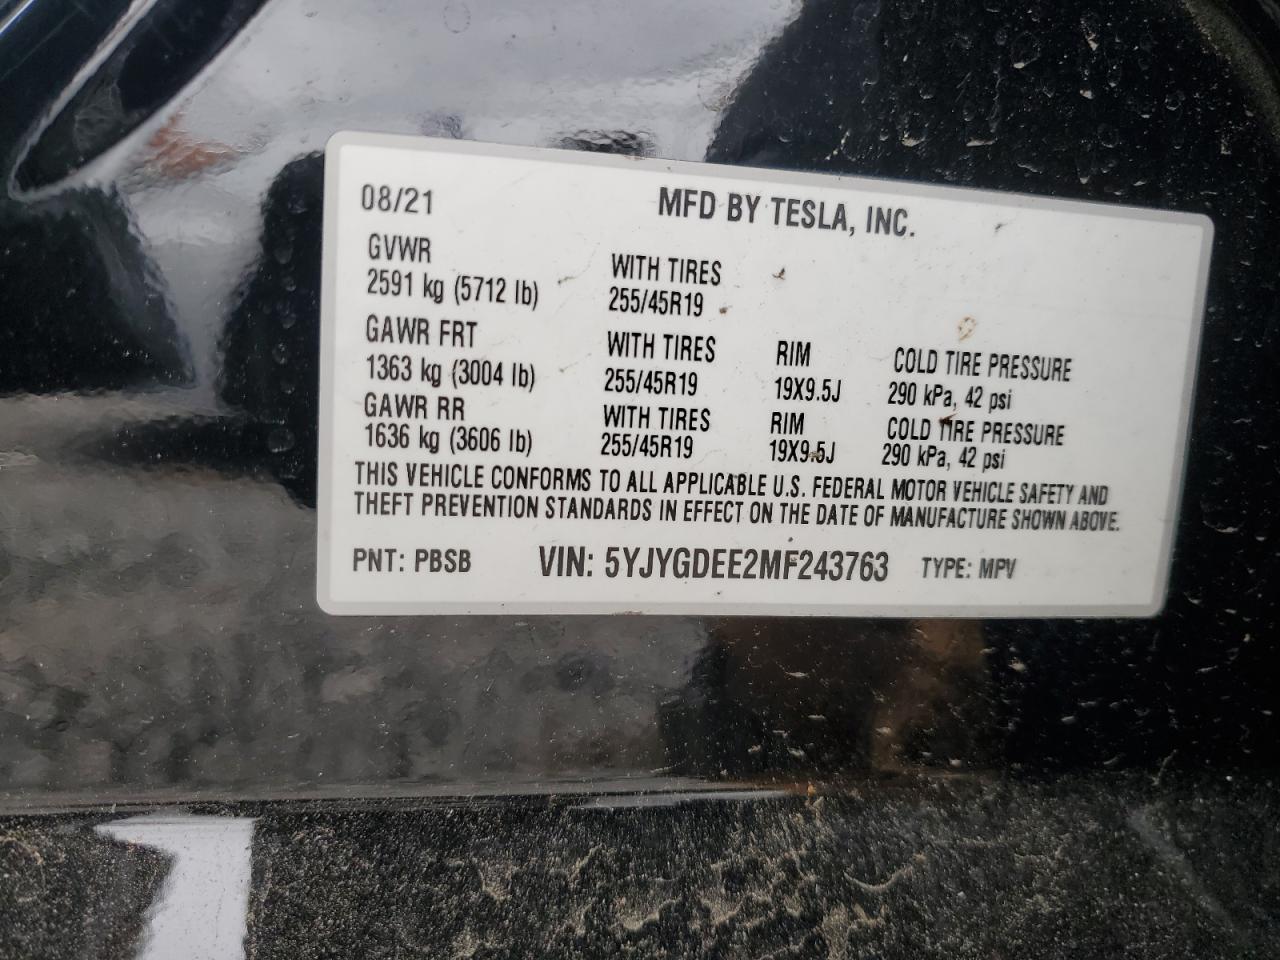 08/21 MFD BY TESLA, INC.
GVWR WITH TIRES
2591 kg (5712 lb) 255/45R19
GAWR FRT WITH TIRES RIM COLD TIRE PRESSURE
1363 kg (3004 lb) 255/45R19 19X9.5J 290 kPa, 42 psi
GAWR RR WITH TIRES RIM COLD TIRE PRESSURE
1636 kg (3606 lb) 255/45R19 19X9.5J 290 kPa, 42 psi
THIS VEHICLE CONFORMS TO ALL APPLICABLE U.S. FEDERAL MOTOR VEHICLE SAFETY AND
THEFT PREVENTION STANDARDS IN EFFECT ON THE DATE OF MANUFACTURE SHOWN ABOVE.
PNT: PBSB VIN: 5YJYGDEE2MF243763 TYPE: MPV